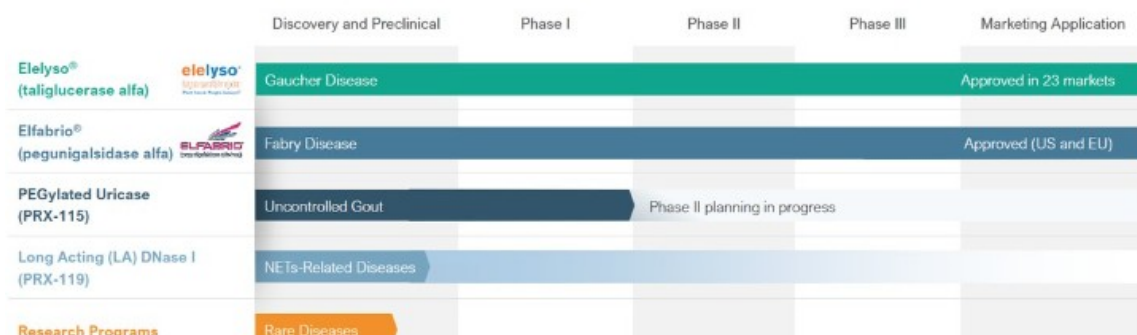 Discovery and Preclinical Phase I Phase II Phase III Marketing Application
Elelyso®
(taliglucerase alfa)
elelyso
Gaucher Disease Approved in 23 markets
Elfabrio®
(pegunigalsidase alfa)
ELFABRIO
Fabry Disease Approved (US and EU)
PEGylated Uricase
(PRX-115)
Uncontrolled Gout Phase II planning in progress
Long Acting (LA) DNase I
(PRX-119)
NETs-Related Diseases
Research Programs Rare Diseases